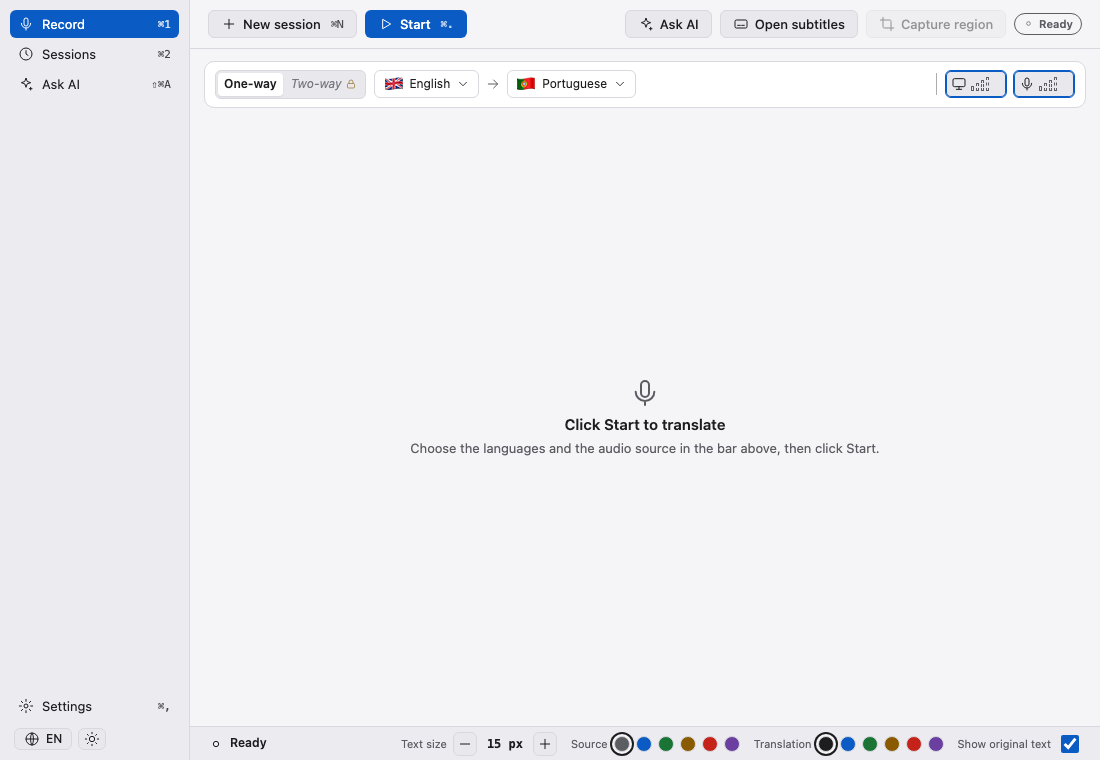 Record ⌘1
Sessions ⌘2
Ask AI ⇧⌘A
+ New session ⌘N
Start ⌘.
Ask AI
Open subtitles
Capture region
Ready
One-way Two-way
English → Portuguese
Click Start to translate
Choose the languages and the audio source in the bar above, then click Start.
Settings ⌘,
EN
Ready
Text size − 15 px +
Source
Translation
Show original text